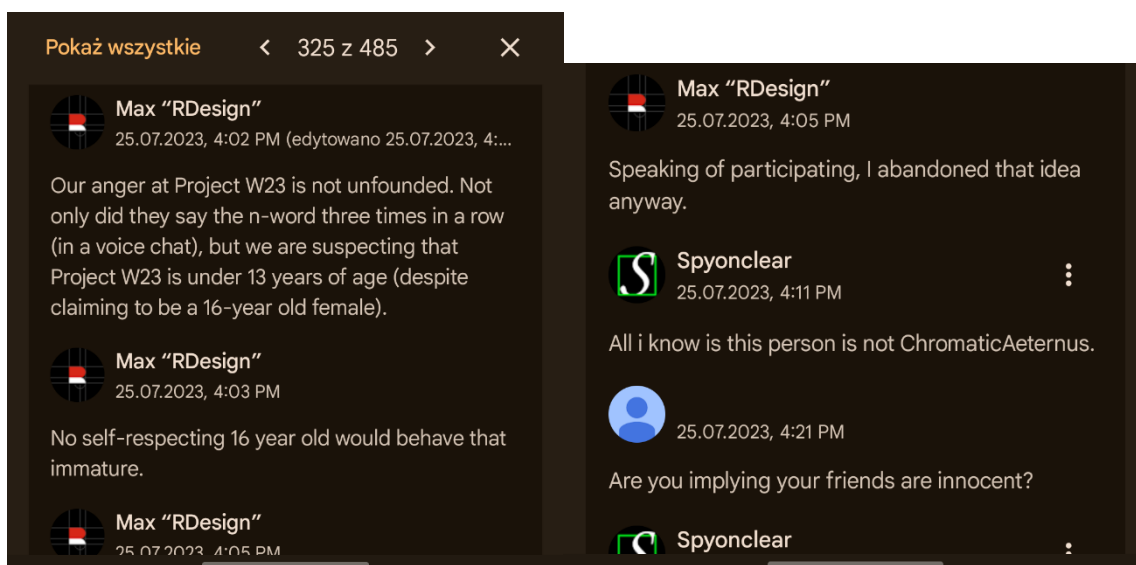 Pokaż wszystkie < 325 z 485 > ×
Max “RDesign”
25.07.2023, 4:02 PM (edytowano 25.07.2023, 4:...
Our anger at Project W23 is not unfounded. Not
only did they say the n-word three times in a row
(in a voice chat), but we are suspecting that
Project W23 is under 13 years of age (despite
claiming to be a 16-year old female).
Max “RDesign”
25.07.2023, 4:03 PM
No self-respecting 16 year old would behave that
immature.
Max “RDesign”
25.07.2023, 4:05 PM
Max “RDesign”
25.07.2023, 4:05 PM
Speaking of participating, I abandoned that idea
anyway.
Spyonclear
25.07.2023, 4:11 PM
All i know is this person is not ChromaticAeternus.
25.07.2023, 4:21 PM
Are you implying your friends are innocent?
Spyonclear